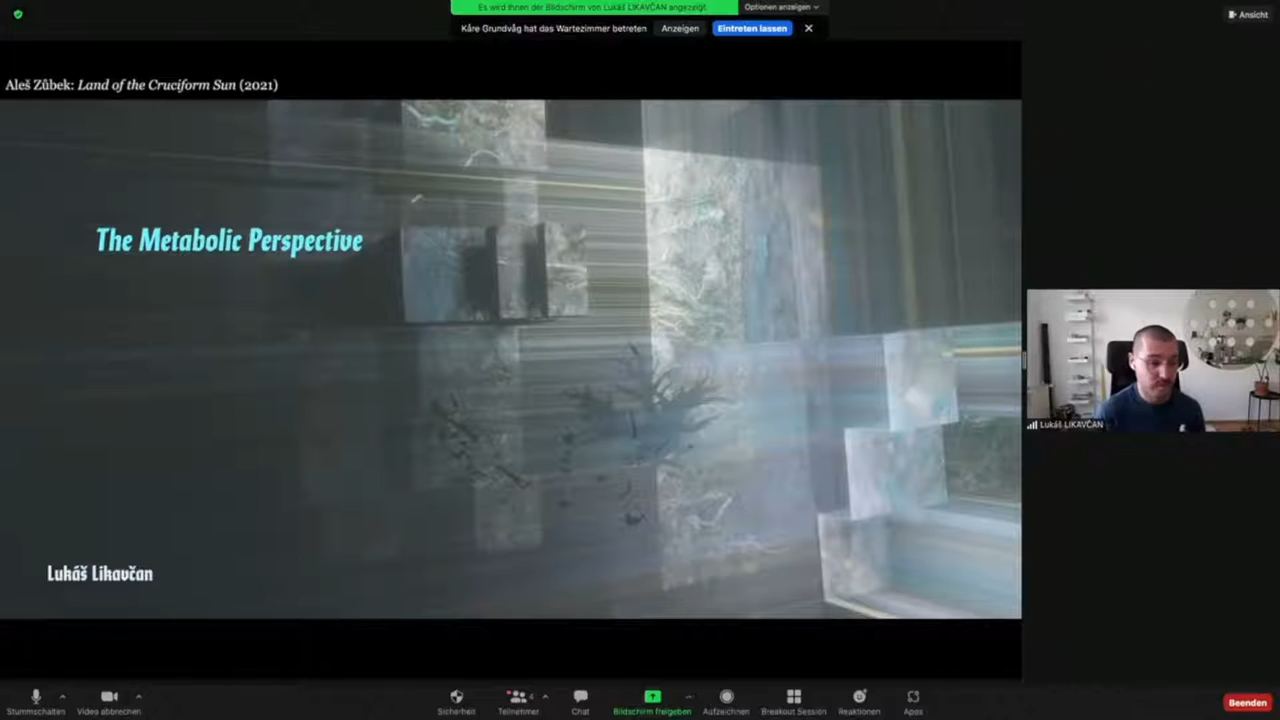 Es wird Ihnen der Bildschirm von Lukáš LIKAVČAN angezeigt.
Optionen anzeigen
Kåre Grundvåg hat das Wartezimmer betreten
Anzeigen
Eintreten lassen
Ansicht
Aleš Zůbek: Land of the Cruciform Sun (2021)
The Metabolic Perspective
Lukáš LIKAVČAN
Lukáš Likavčan
Stummschalten
Video abbrechen
Sicherheit
Teilnehmer
4
Chat
Bildschirm freigeben
Aufzeichnen
Breakout Session
Reaktionen
Apps
Beenden